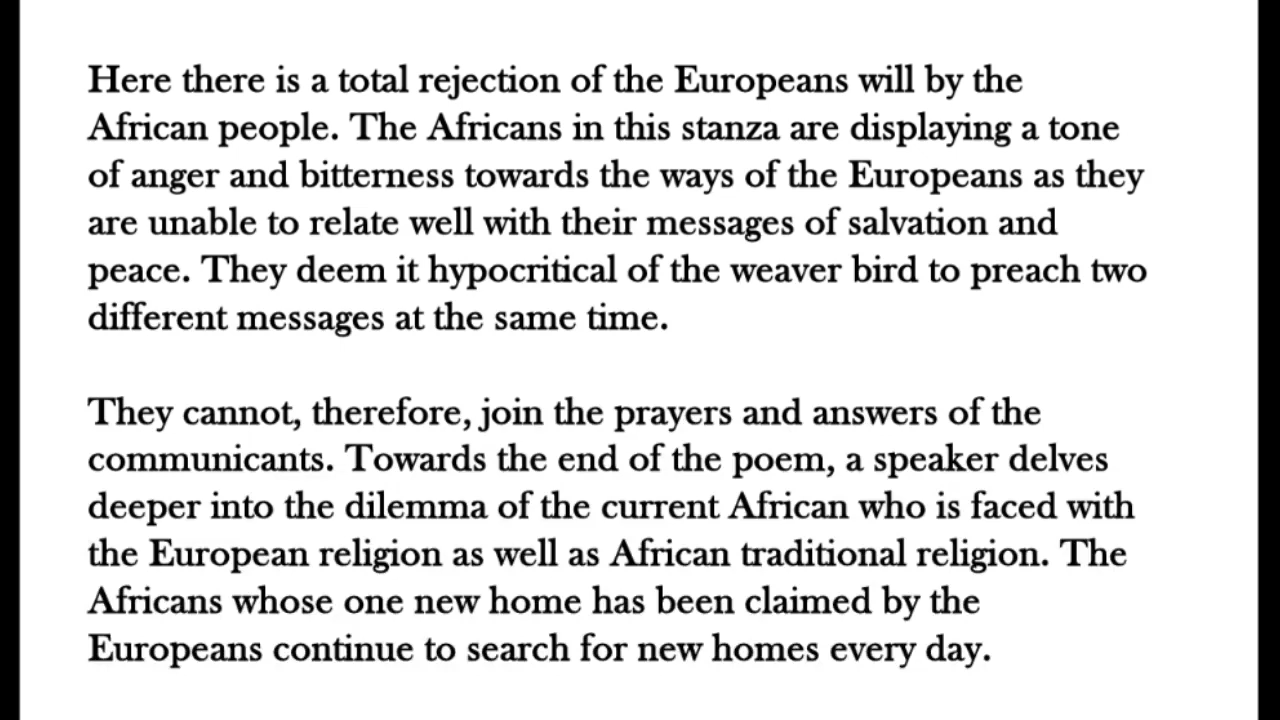 Here there is a total rejection of the Europeans will by the
African people. The Africans in this stanza are displaying a tone
of anger and bitterness towards the ways of the Europeans as they
are unable to relate well with their messages of salvation and
peace. They deem it hypocritical of the weaver bird to preach two
different messages at the same time.
They cannot, therefore, join the prayers and answers of the
communicants. Towards the end of the poem, a speaker delves
deeper into the dilemma of the current African who is faced with
the European religion as well as African traditional religion. The
Africans whose one new home has been claimed by the
Europeans continue to search for new homes every day.